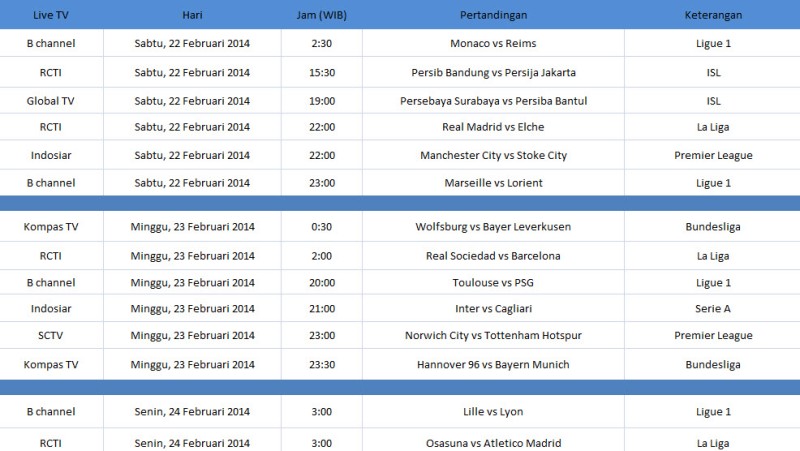 Live TV Hari Jam (WIB) Pertandingan Keterangan
B channel Sabtu, 22 Februari 2014 2:30 Monaco vs Reims Ligue 1
RCTI Sabtu, 22 Februari 2014 15:30 Persib Bandung vs Persija Jakarta ISL
Global TV Sabtu, 22 Februari 2014 19:00 Persebaya Surabaya vs Persiba Bantul ISL
RCTI Sabtu, 22 Februari 2014 22:00 Real Madrid vs Elche La Liga
Indosiar Sabtu, 22 Februari 2014 22:00 Manchester City vs Stoke City Premier League
B channel Sabtu, 22 Februari 2014 23:00 Marseille vs Lorient Ligue 1
Kompas TV Minggu, 23 Februari 2014 0:30 Wolfsburg vs Bayer Leverkusen Bundesliga
RCTI Minggu, 23 Februari 2014 2:00 Real Sociedad vs Barcelona La Liga
B channel Minggu, 23 Februari 2014 20:00 Toulouse vs PSG Ligue 1
Indosiar Minggu, 23 Februari 2014 21:00 Inter vs Cagliari Serie A
SCTV Minggu, 23 Februari 2014 23:00 Norwich City vs Tottenham Hotspur Premier League
Kompas TV Minggu, 23 Februari 2014 23:30 Hannover 96 vs Bayern Munich Bundesliga
B channel Senin, 24 Februari 2014 3:00 Lille vs Lyon Ligue 1
RCTI Senin, 24 Februari 2014 3:00 Osasuna vs Atletico Madrid La Liga